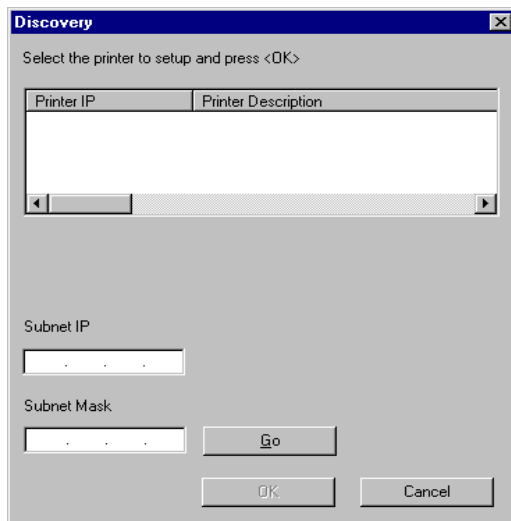 Discovery
Select the printer to setup and press <OK>
Printer IP Printer Description
Subnet IP
. . .
Subnet Mask
. . . Go
OK Cancel